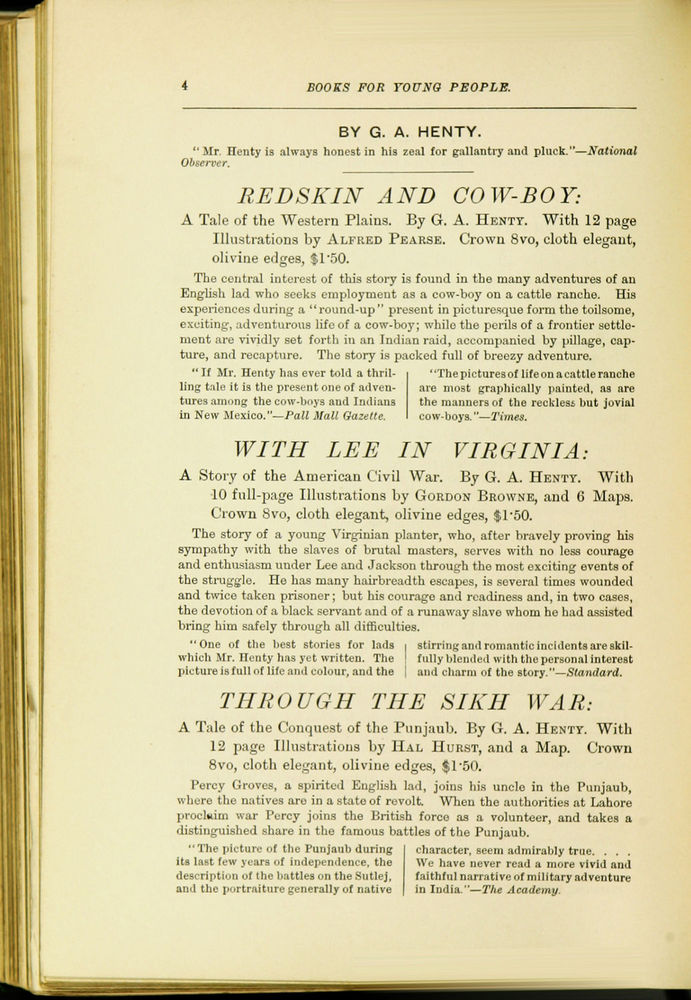 4
BOOKS FOR YOUNG PEOPLE.
BY G. A. HENTY.
"Mr. Henty is always honest in his zeal for gallantry and pluck."—National
Observer.
REDSKIN AND COW-BOY:
A Tale of the Western Plains. By G. A. HENTY. With 12 page
Illustrations by ALFRED PEARSE. Crown 8vo, cloth elegant,
olivine edges, $1·50.
The central interest of this story is found in the many adventures of an
English lad who seeks employment as a cow-boy on a cattle ranche. His
experiences during a "round-up" present in picturesque form the toilsome,
exciting, adventurous life of a cow-boy; while the perils of a frontier settle-
ment are vividly set forth in an Indian raid, accompanied by pillage, cap-
ture, and recapture. The story is packed full of breezy adventure.
"If Mr. Henty has ever told a thril-
ling tale it is the present one of adven-
tures among the cow-boys and Indians
in New Mexico."—Pall Mall Gazette.
"The pictures of life on a cattle ranche
are most graphically painted, as are
the manners of the reckless but jovial
cow-boys."—Times.
WITH LEE IN VIRGINIA:
A Story of the American Civil War. By G. A. HENTY. With
10 full-page Illustrations by GORDON BROWNE, and 6 Maps.
Crown 8vo, cloth elegant, olivine edges, $1·50.
The story of a young Virginian planter, who, after bravely proving his
sympathy with the slaves of brutal masters, serves with no less courage
and enthusiasm under Lee and Jackson through the most exciting events of
the struggle. He has many hairbreadth escapes, is several times wounded
and twice taken prisoner; but his courage and readiness and, in two cases,
the devotion of a black servant and of a runaway slave whom he had assisted
bring him safely through all difficulties.
"One of the best stories for lads
which Mr. Henty has yet written. The
picture is full of life and colour, and the
stirring and romantic incidents are skil-
fully blended with the personal interest
and charm of the story."—Standard.
THROUGH THE SIKH WAR:
A Tale of the Conquest of the Punjaub. By G. A. HENTY. With
12 page Illustrations by HAL HURST, and a Map. Crown
8vo, cloth elegant, olivine edges, $1·50.
Percy Groves, a spirited English lad, joins his uncle in the Punjaub,
where the natives are in a state of revolt. When the authorities at Lahore
proclaim war Percy joins the British force as a volunteer, and takes a
distinguished share in the famous battles of the Punjaub.
"The picture of the Punjaub during
its last few years of independence, the
description of the battles on the Sutlej,
and the portraiture generally of native
character, seem admirably true. . . .
We have never read a more vivid and
faithful narrative of military adventure
in India."—The Academy.